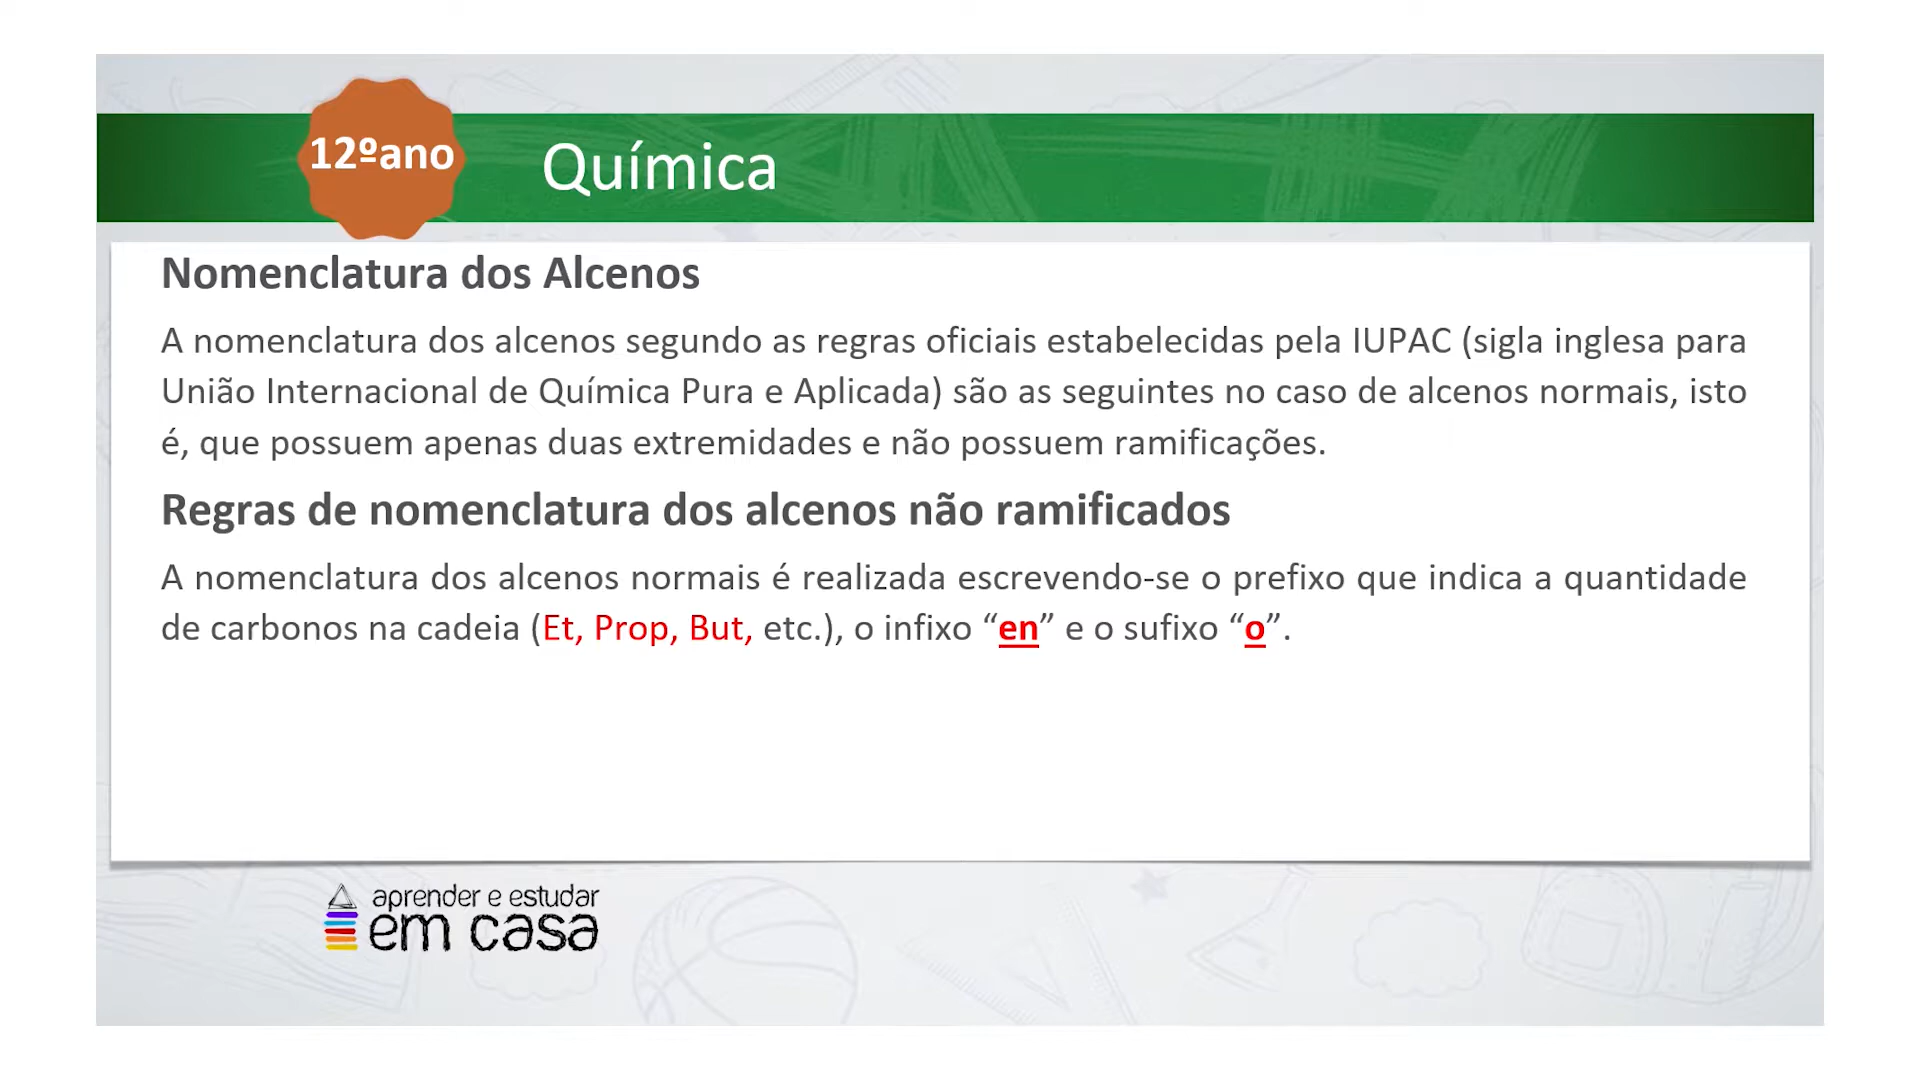 12ºano
Química
Nomenclatura dos Alcenos
A nomenclatura dos alcenos segundo as regras oficiais estabelecidas pela IUPAC (sigla inglesa para
União Internacional de Química Pura e Aplicada) são as seguintes no caso de alcenos normais, isto
é, que possuem apenas duas extremidades e não possuem ramificações.
Regras de nomenclatura dos alcenos não ramificados
A nomenclatura dos alcenos normais é realizada escrevendo-se o prefixo que indica a quantidade
de carbonos na cadeia (Et, Prop, But, etc.), o infixo “en” e o sufixo “o”.
aprender e estudar
em casa